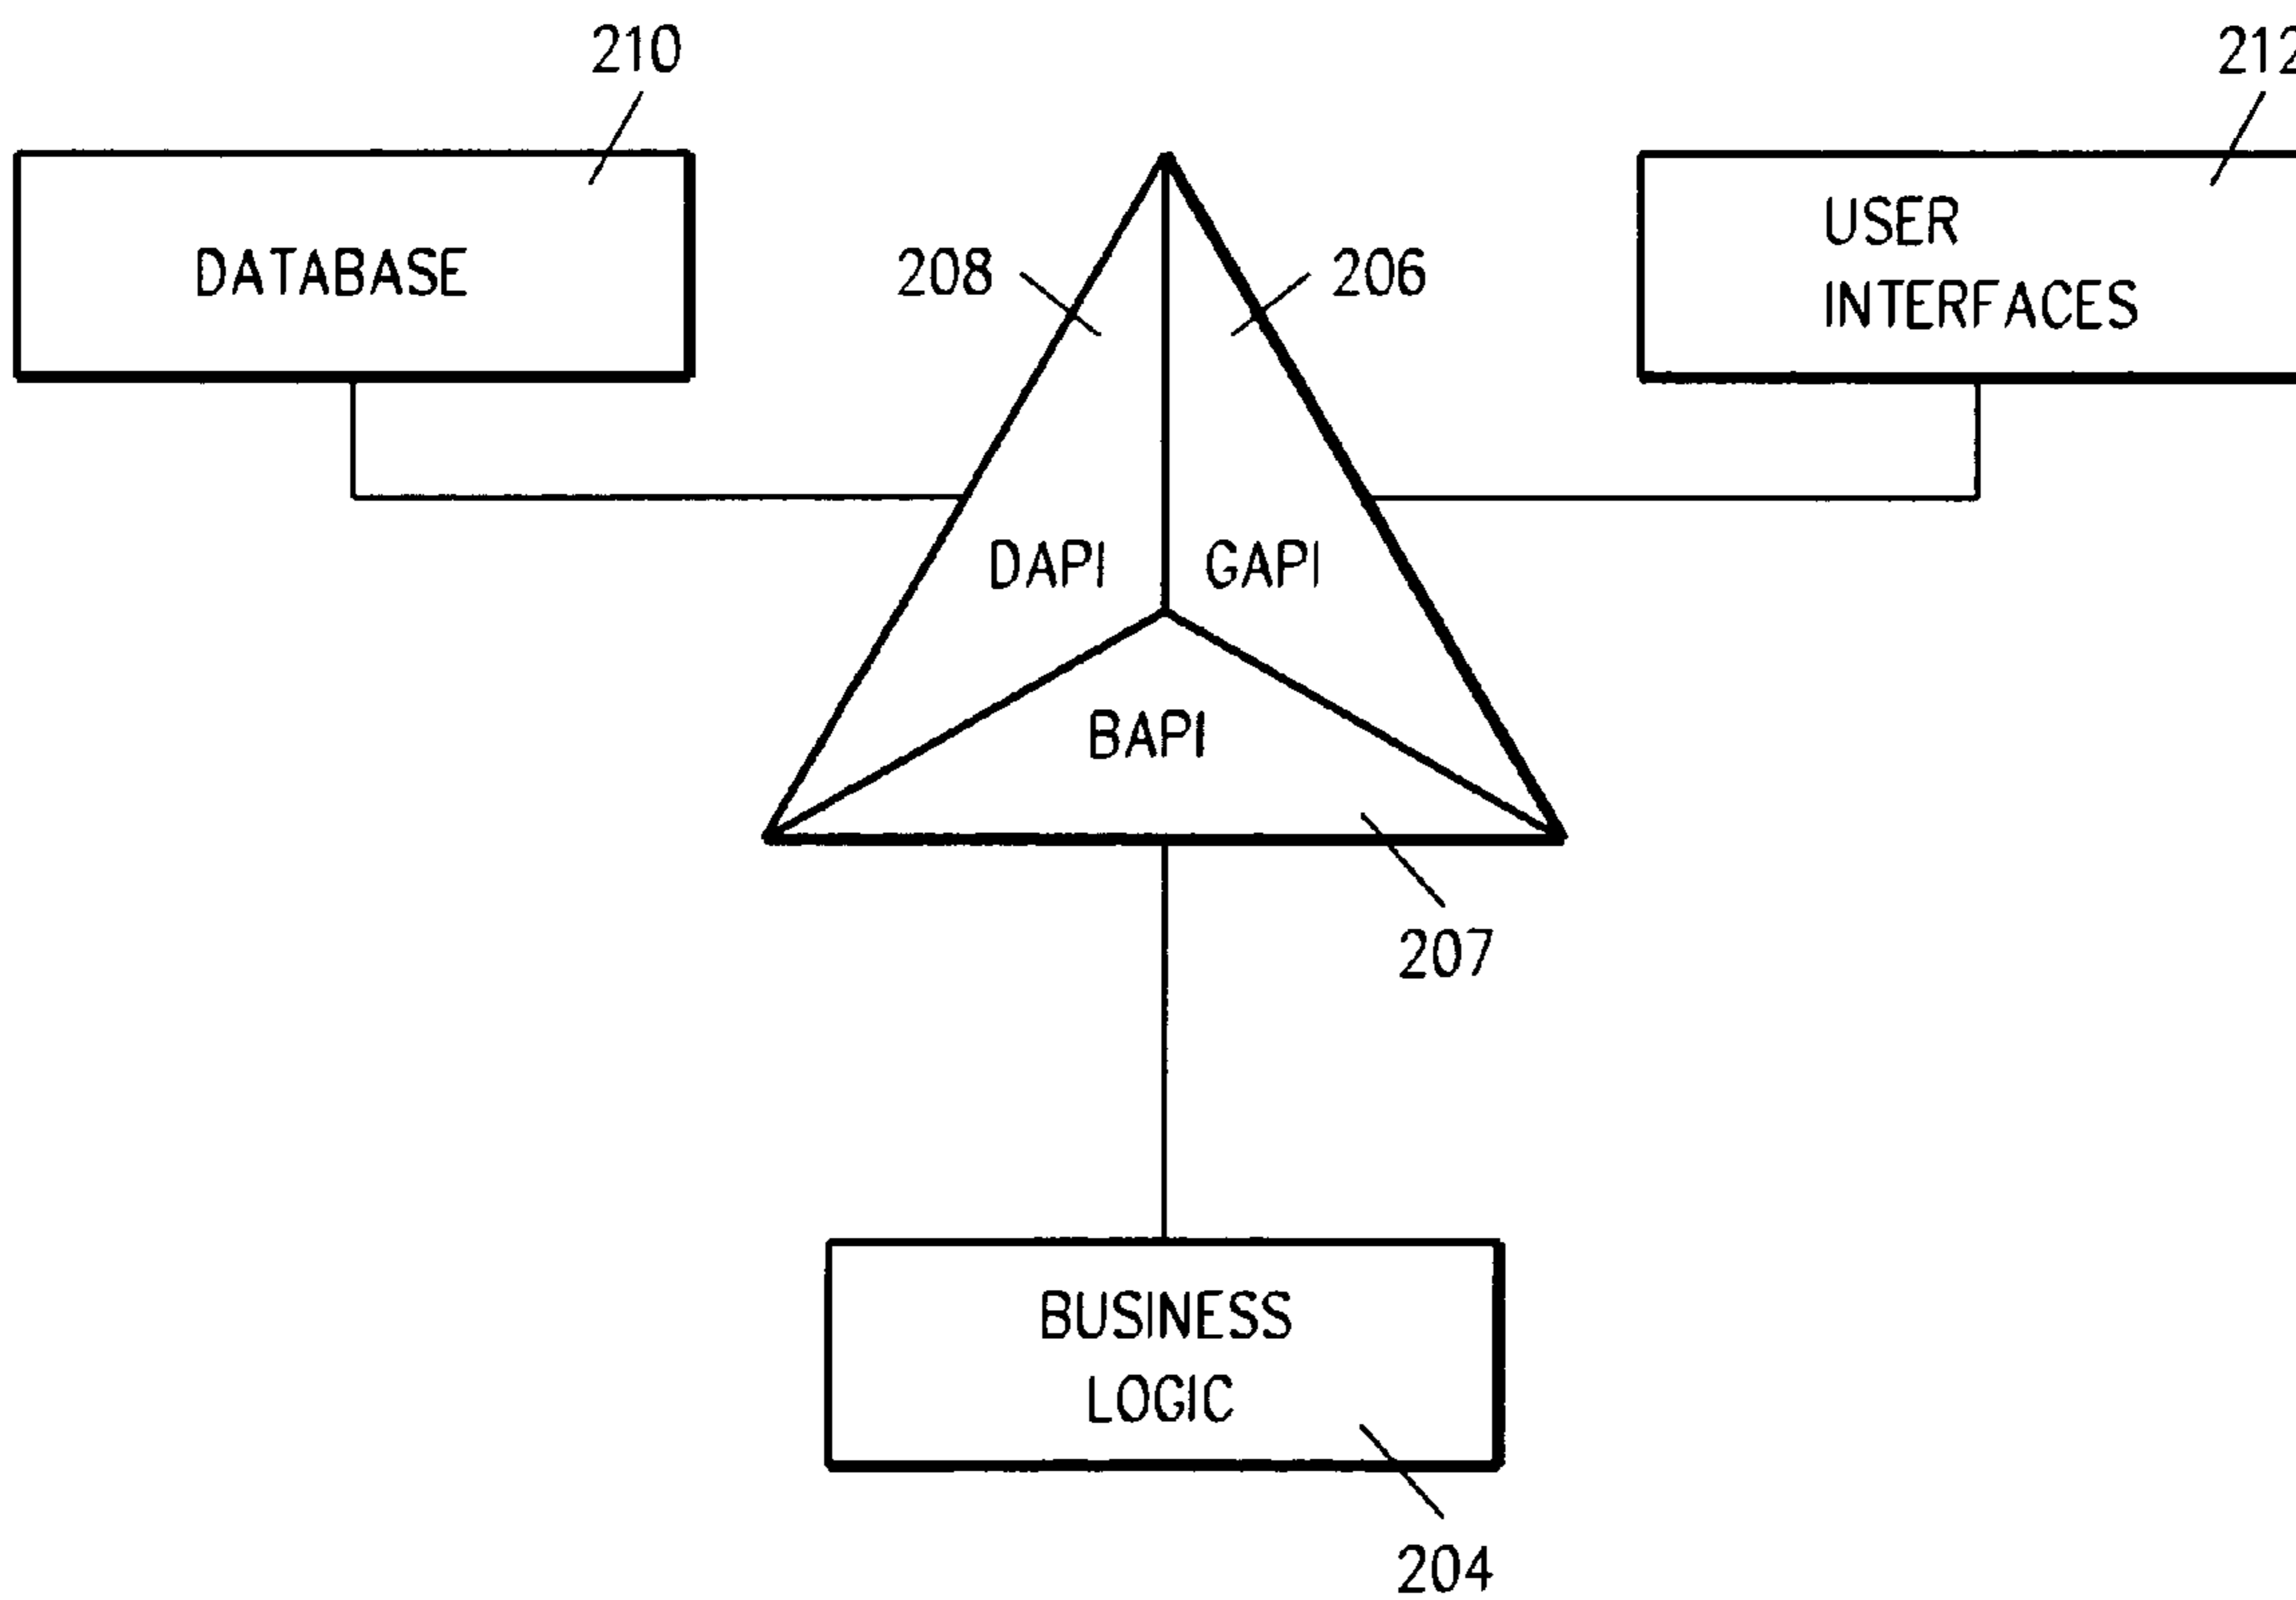 210
212
DATABASE
208
206
USER
INTERFACES
DAPI
GAPI
BAPI
207
BUSINESS
LOGIC
204